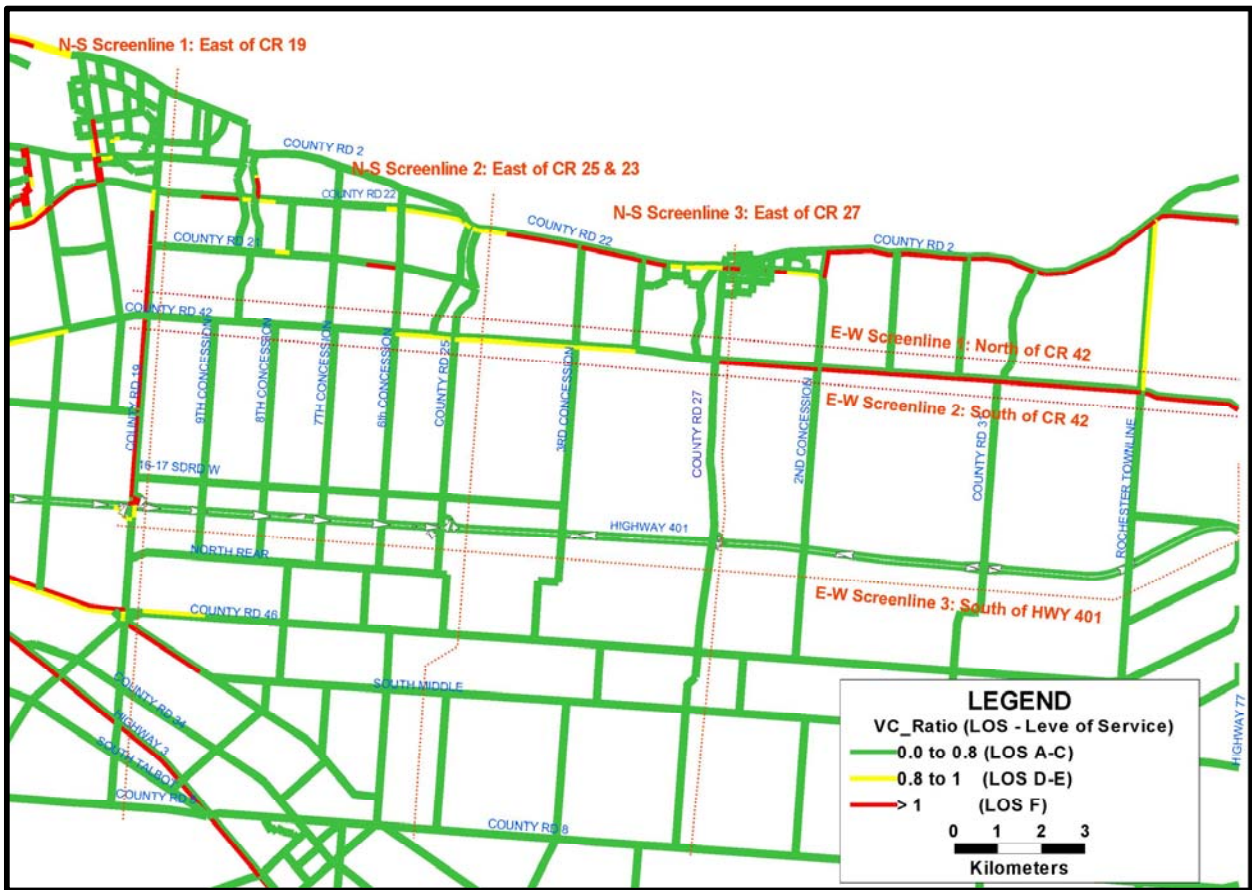 N-S Screenline 1: East of CR 19
COUNTY RD 2
N-S Screenline 2: East of CR 25 & 23
COUNTY RD 22
N-S Screenline 3: East of CR 27
COUNTY RD 22
COUNTY RD 2
COUNTY RD 21
COUNTY RD 42
E-W Screenline 1: North of CR 42
E-W Screenline 2: South of CR 42
COUNTY RD 19
9TH CONCESSION
8TH CONCESSION
7TH CONCESSION
6th CONCESSION
COUNTY RD 25
3RD CONCESSION
COUNTY RD 27
2ND CONCESSION
COUNTY RD 31
ROCHESTER TOWNLINE
16-17 SDRD W
HIGHWAY 401
NORTH REAR
E-W Screenline 3: South of HWY 401
COUNTY RD 46
SOUTH MIDDLE
COUNTY RD 34
HIGHWAY 3
SOUTH TALBOT
COUNTY RD
COUNTY RD 8
HIGHWAY 77
LEGEND
VC_Ratio (LOS - Leve of Service)
0.0 to 0.8 (LOS A-C)
0.8 to 1 (LOS D-E)
> 1 (LOS F)
0 1 2 3
Kilometers